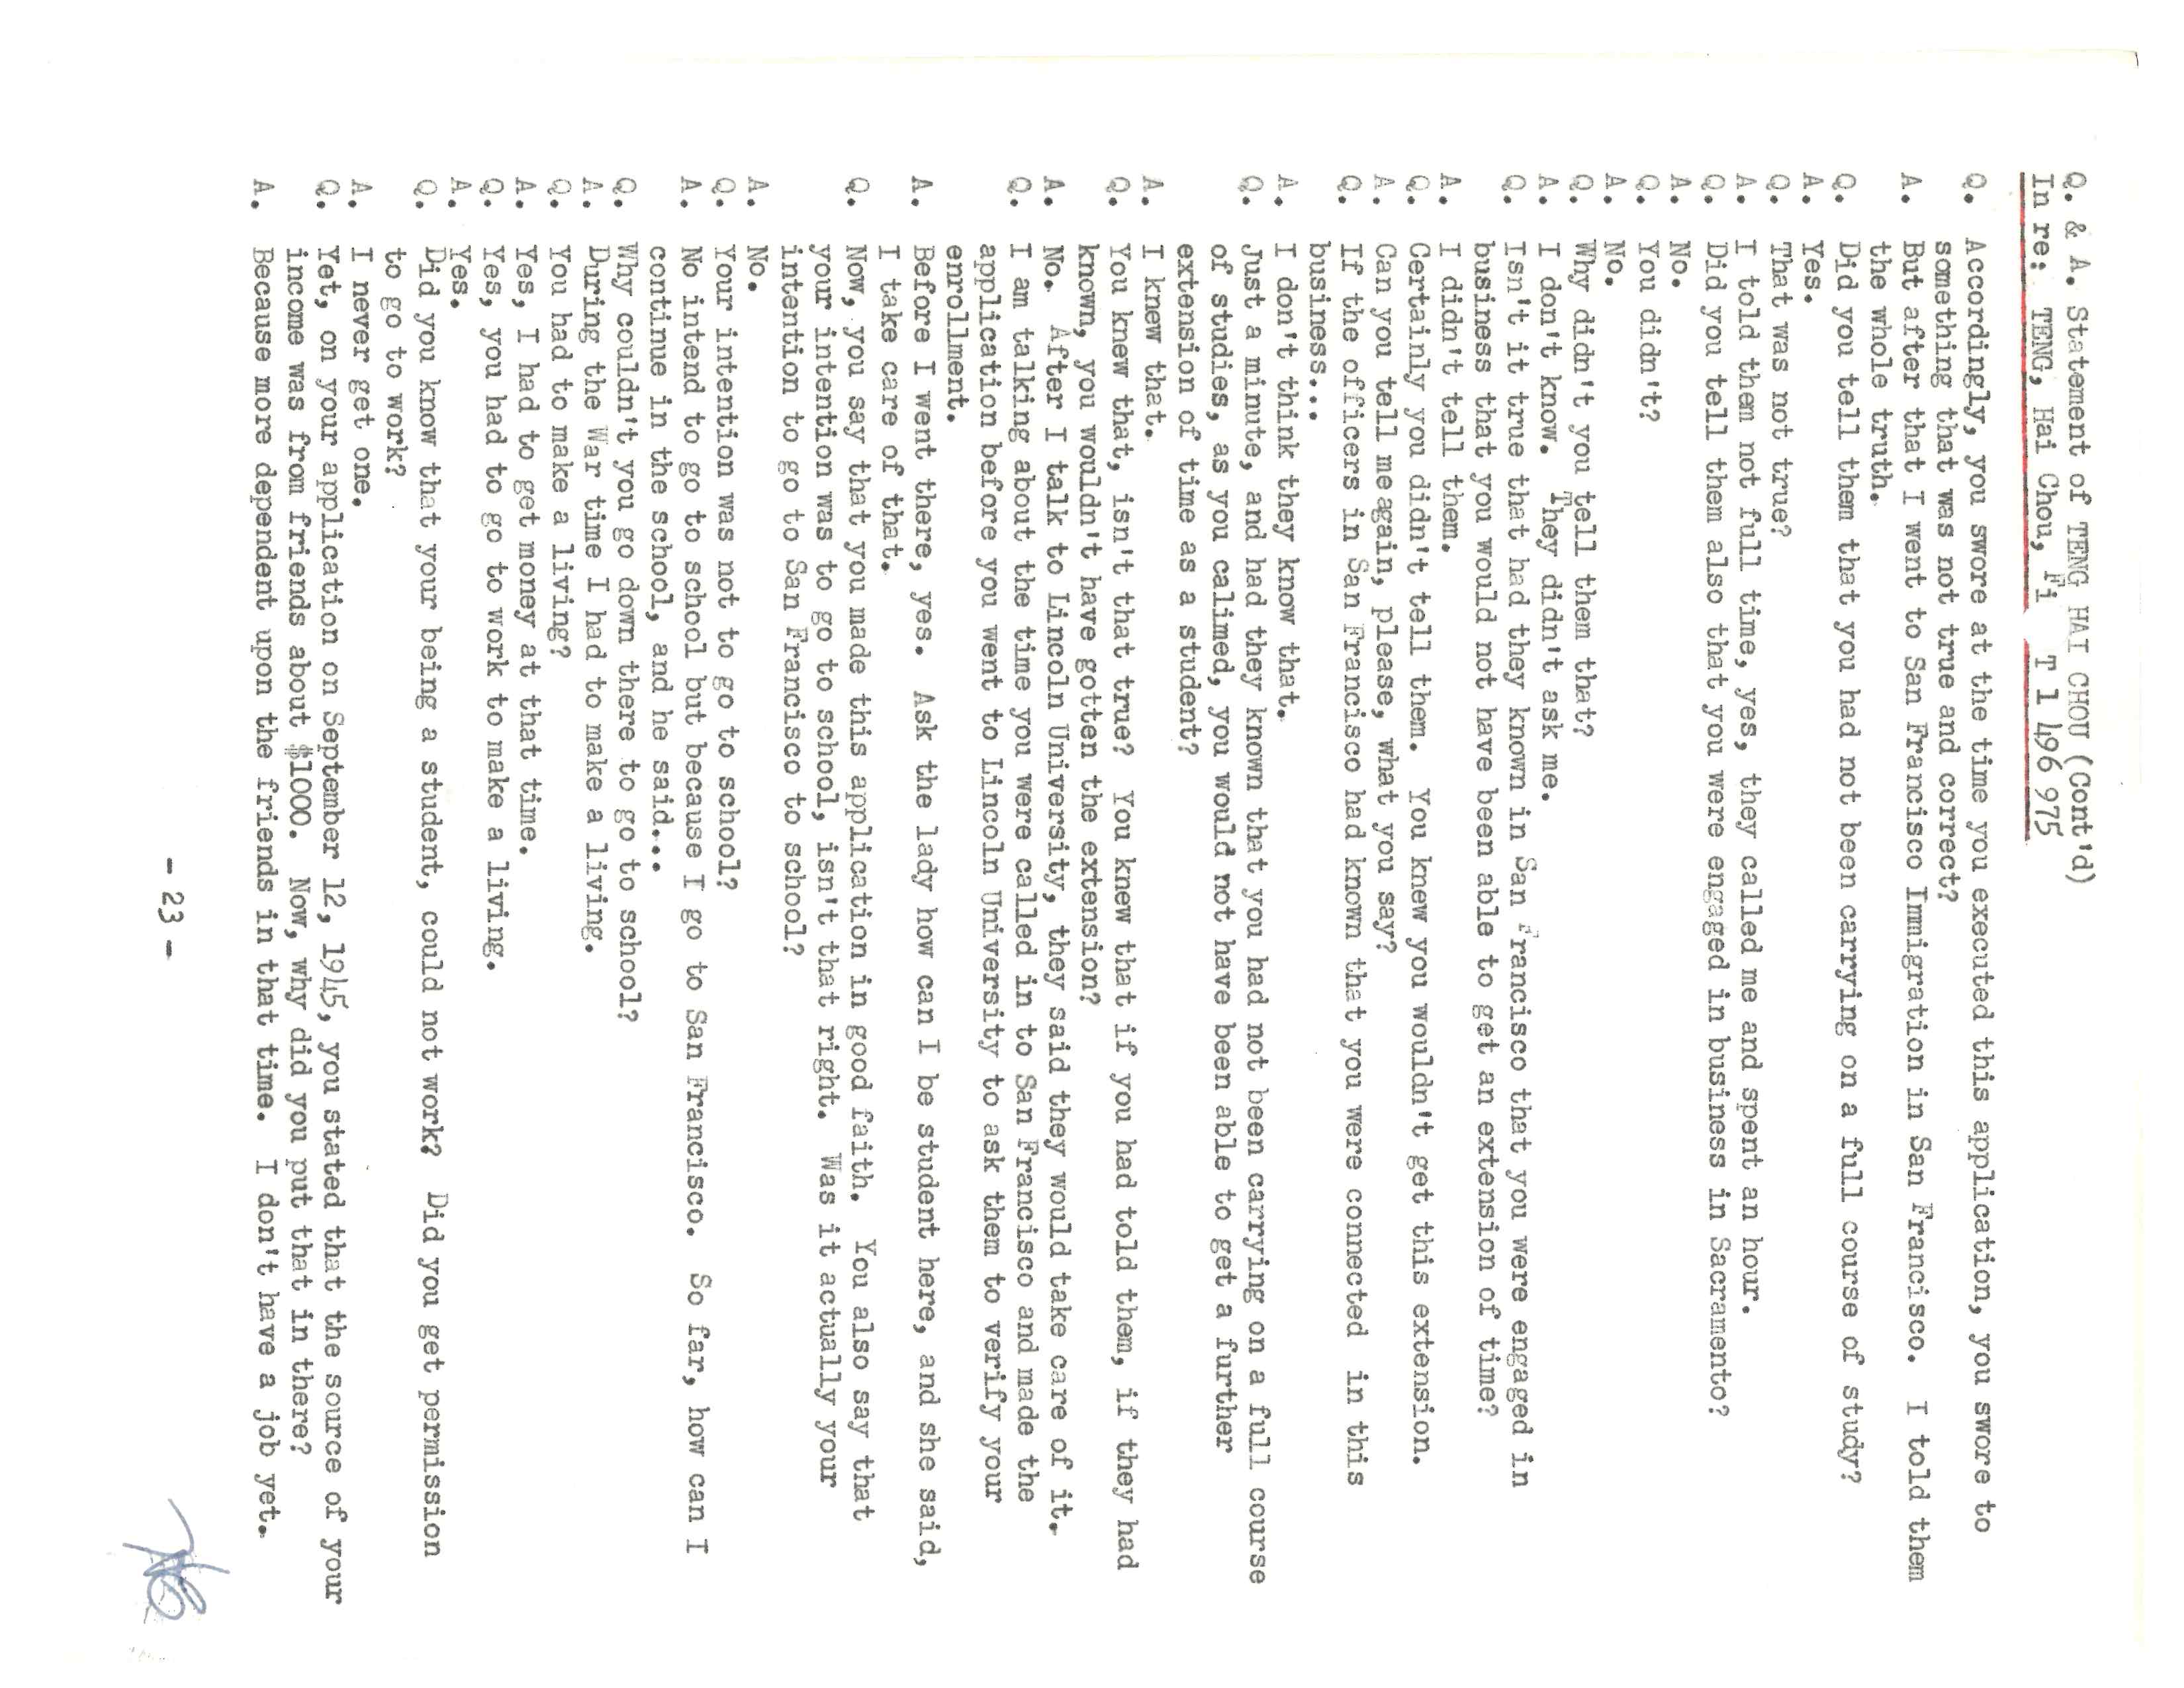 Q. & A. Statement of TENG HAI CHOU (Cont'd)
In re: TENG, Hai Chou, Fi T 1 496 975
Q. Accordingly, you swore at the time you executed this application, you swore to
something that was not true and correct?
A. But after that I went to San Francisco Immigration in San Francisco. I told them
the whole truth.
Q. Did you tell them that you had not been carrying on a full course of study?
A. Yes.
Q. That was not true?
A. I told them not full time, yes, they called me and spent an hour.
Q. Did you tell them also that you were engaged in business in Sacramento?
A. No.
Q. You didn't?
A. No.
Q. Why didn't you tell them that?
A. I don't know. They didn't ask me.
Q. Isn't it true that had they known in San Francisco that you were engaged in
business that you would not have been able to get an extension of time?
A. I didn't tell them.
Q. Certainly you didn't tell them. You knew you wouldn't get this extension.
A. Can you tell me again, please, what you say?
Q. If the officers in San Francisco had known that you were connected in this
business...
A. I don't think they know that.
Q. Just a minute, and had they known that you had not been carrying on a full course
of studies, as you calimed, you would not have been able to get a further
extension of time as a student?
A. I knew that.
Q. You knew that, isn't that true? You knew that if you had told them, if they had
known, you wouldn't have gotten the extension?
A. No. After I talk to Lincoln University, they said they would take care of it.
Q. I am talking about the time you were called in to San Francisco and made the
application before you went to Lincoln University to ask them to verify your
enrollment.
A. Before I went there, yes. Ask the lady how can I be student here, and she said,
I take care of that.
Q. Now, you say that you made this application in good faith. You also say that
your intention was to go to school, isn't that right. Was it actually your
intention to go to San Francisco to school?
A. No.
Q. Your intention was not to go to school?
A. No intend to go to school but because I go to San Francisco. So far, how can I
continue in the school, and he said...
Q. Why couldn't you go down there to go to school?
A. During the War time I had to make a living.
Q. You had to make a living?
A. Yes, I had to get money at that time.
Q. Yes, you had to go to work to make a living.
A. Yes.
Q. Did you know that your being a student, could not work? Did you get permission
to go to work?
A. I never get one.
Q. Yet, on your application on September 12, 1945, you stated that the source of your
income was from friends about $1000. Now, why did you put that in there?
A. Because more dependent upon the friends in that time. I don't have a job yet.
- 23 -